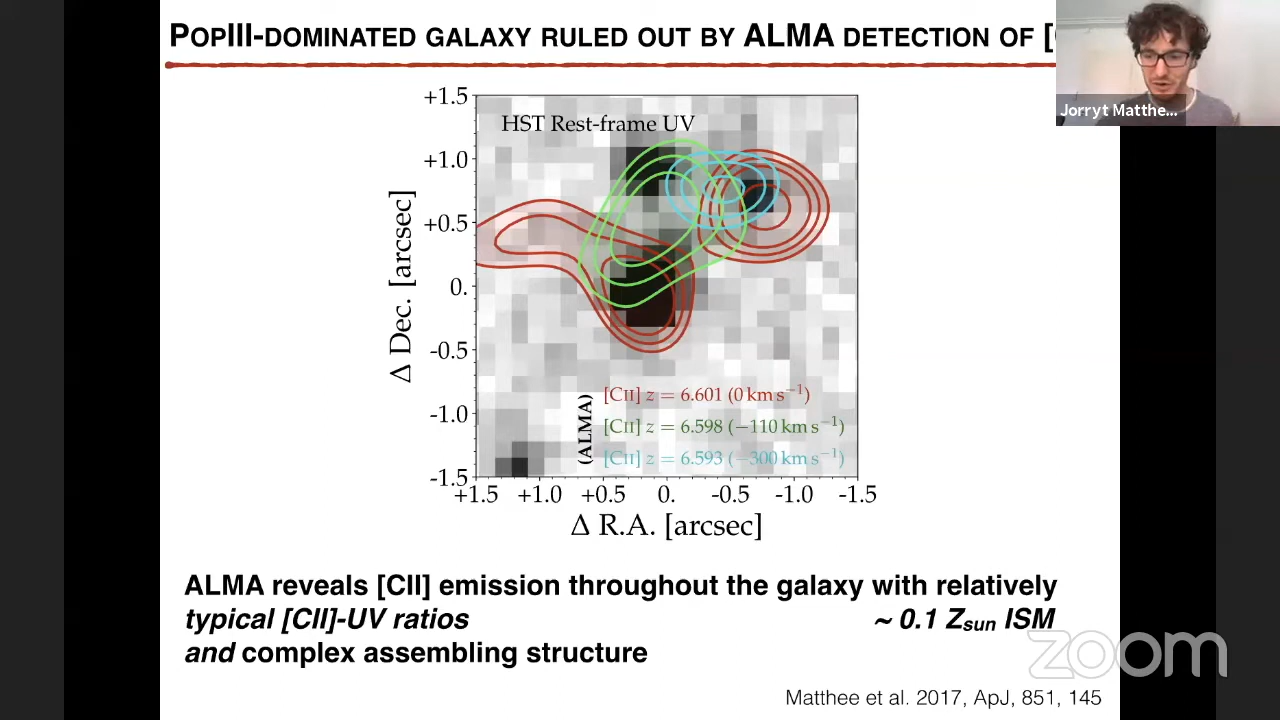 PopIII-dominated galaxy ruled out by ALMA detection of [
Jorryt Matthe...
HST Rest-frame UV
+1.5
+1.0
+0.5
0.
-0.5
-1.0
-1.5
Δ Dec. [arcsec]
(ALMA)
[CII] z = 6.601 (0 km s⁻¹)
[CII] z = 6.598 (−110 km s⁻¹)
[CII] z = 6.593 (−300 km s⁻¹)
+1.5 +1.0 +0.5 0. -0.5 -1.0 -1.5
Δ R.A. [arcsec]
ALMA reveals [CII] emission throughout the galaxy with relatively
typical [CII]-UV ratios ~ 0.1 Zsun ISM
and complex assembling structure
zoom
Matthee et al. 2017, ApJ, 851, 145